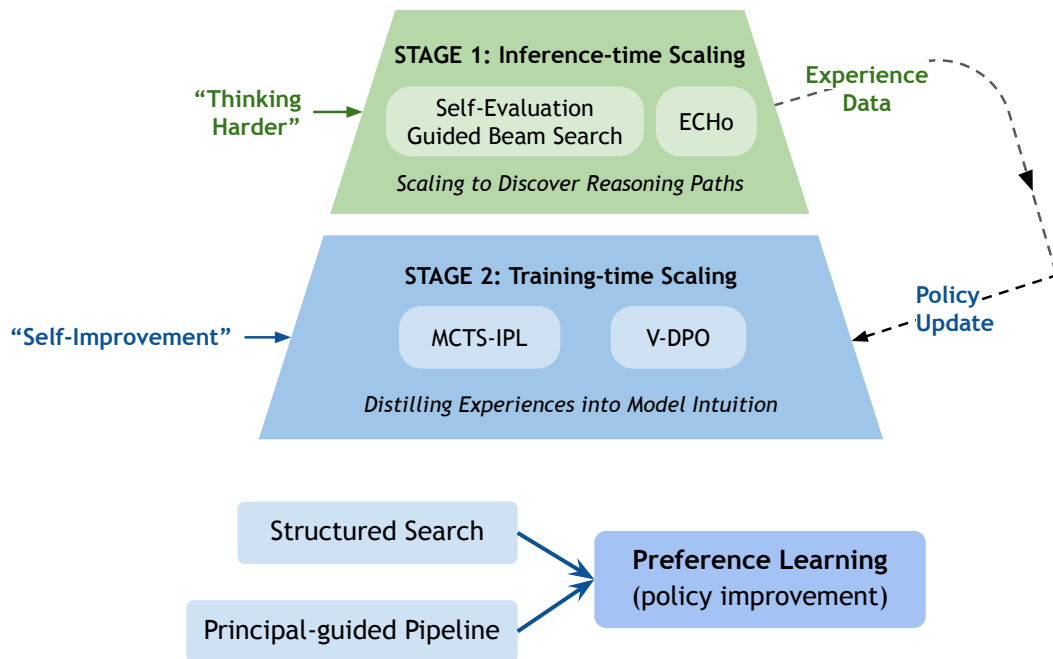 STAGE 1: Inference-time Scaling
“Thinking
Harder”
Self-Evaluation
Guided Beam Search
ECHo
Scaling to Discover Reasoning Paths
Experience
Data
STAGE 2: Training-time Scaling
“Self-Improvement”
MCTS-IPL
V-DPO
Distilling Experiences into Model Intuition
Policy
Update
Structured Search
Principal-guided Pipeline
Preference Learning
(policy improvement)